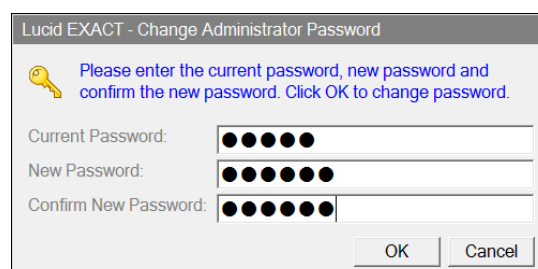 Lucid EXACT - Change Administrator Password
Please enter the current password, new password and
confirm the new password. Click OK to change password.
Current Password: ●●●●●
New Password: ●●●●●●
Confirm New Password: ●●●●●●
OK Cancel